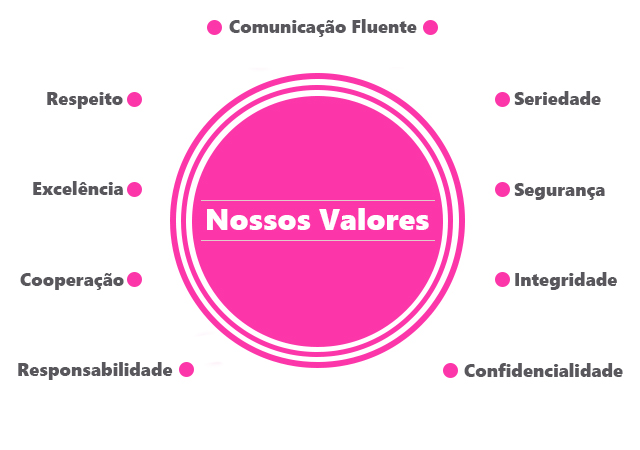 Comunicação Fluente
Respeito
Seriedade
Excelência
Segurança
Nossos Valores
Cooperação
Integridade
Responsabilidade
Confidencialidade